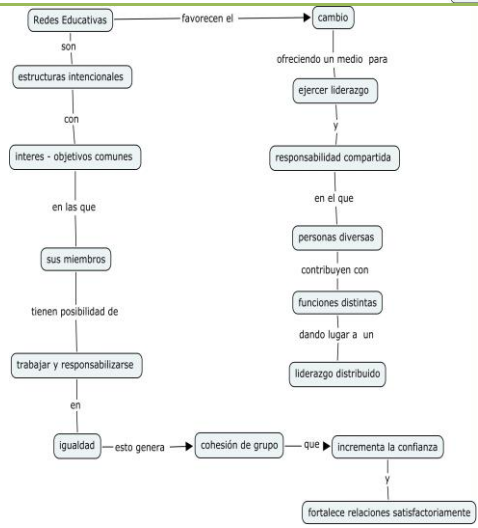 Redes Educativas
favorecen el
cambio
son
ofreciendo un medio para
estructuras intencionales
ejercer liderazgo
con
y
interes - objetivos comunes
responsabilidad compartida
en las que
en el que
sus miembros
personas diversas
contribuyen con
tienen posibilidad de
funciones distintas
dando lugar a un
trabajar y responsabilizarse
liderazgo distribuido
en
igualdad
esto genera
cohesión de grupo
que
incrementa la confianza
y
fortalece relaciones satisfactoriamente